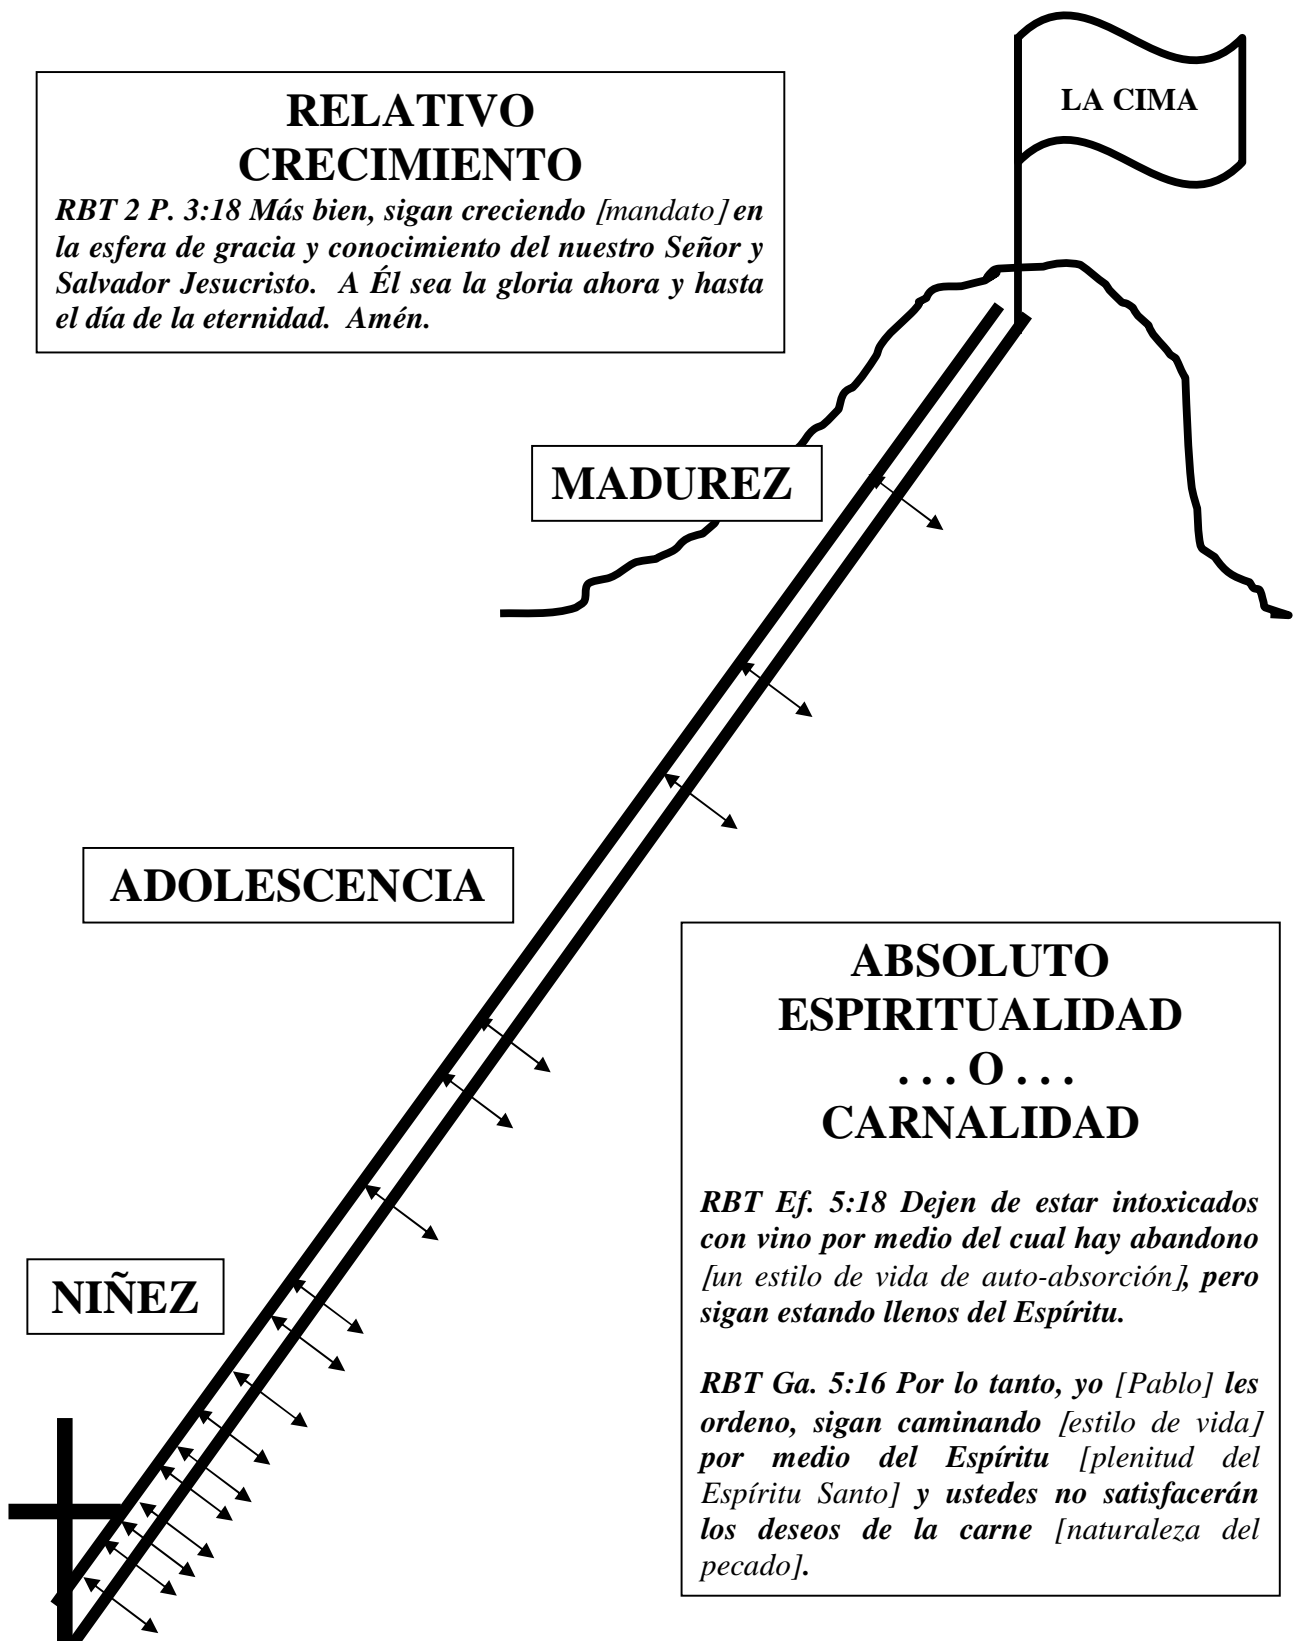 LA CIMA
RELATIVO
CRECIMIENTO
RBT 2 P. 3:18 Más bien, sigan creciendo [mandato] en
la esfera de gracia y conocimiento del nuestro Señor y
Salvador Jesucristo. A Él sea la gloria ahora y hasta
el día de la eternidad. Amén.
MADUREZ
ADOLESCENCIA
ABSOLUTO
ESPIRITUALIDAD
. . . O . . .
CARNALIDAD
RBT Ef. 5:18 Dejen de estar intoxicados
con vino por medio del cual hay abandono
[un estilo de vida de auto-absorción], pero
sigan estando llenos del Espíritu.
RBT Ga. 5:16 Por lo tanto, yo [Pablo] les
ordeno, sigan caminando [estilo de vida]
por medio del Espíritu [plenitud del
Espíritu Santo] y ustedes no satisfacerán
los deseos de la carne [naturaleza del
pecado].
NIÑEZ